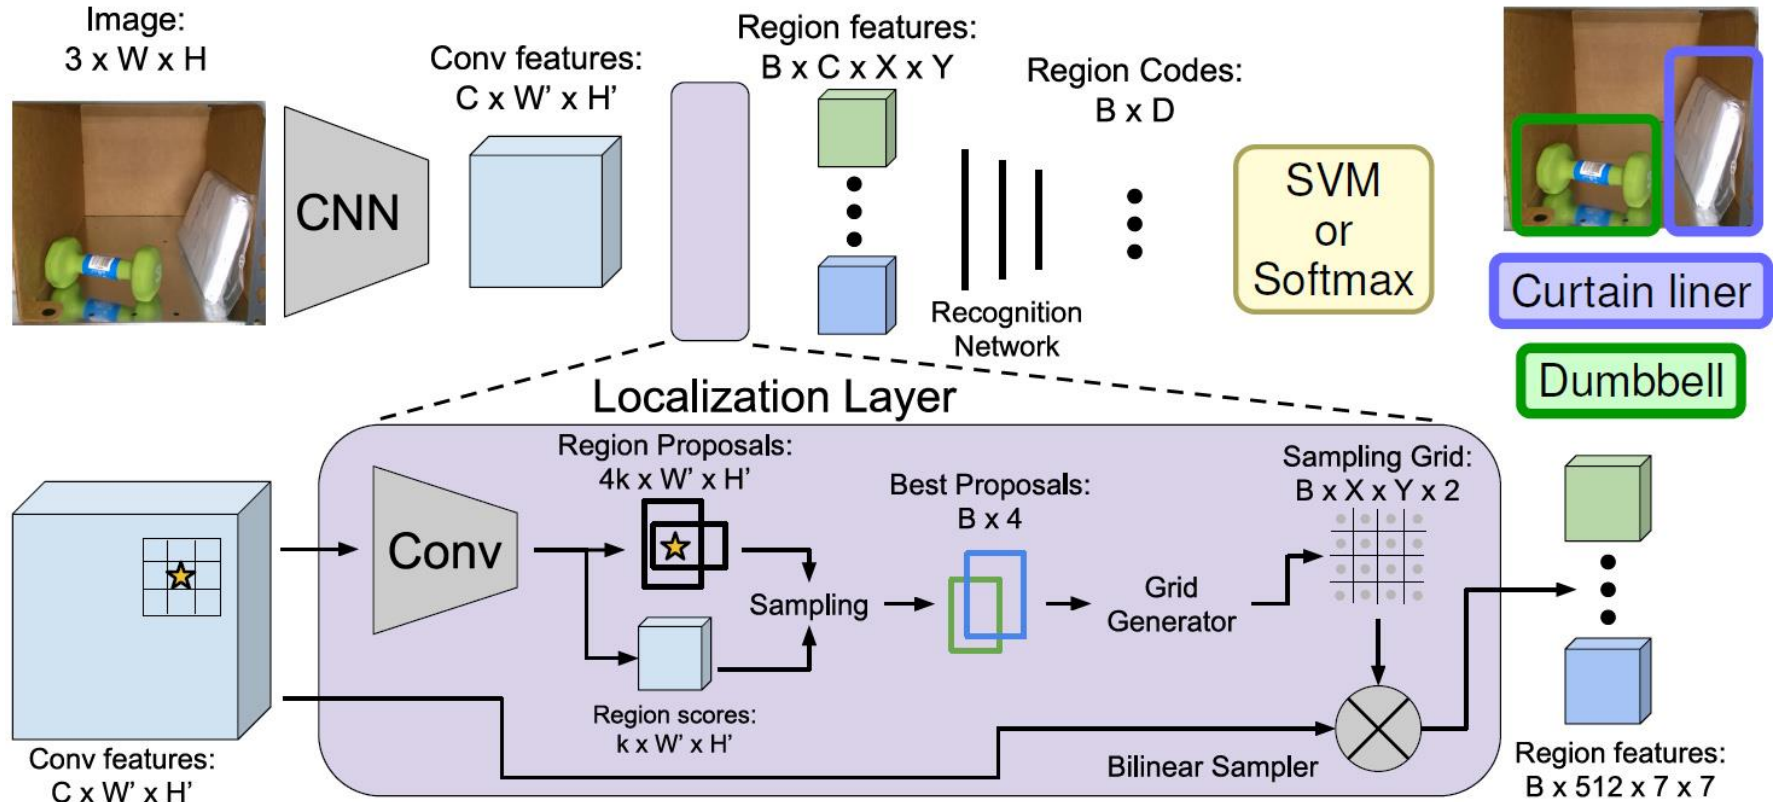 Image:
3 x W x H
Conv features:
C x W' x H'
Region features:
B x C x X x Y
Region Codes:
B x D
CNN
SVM
or
Softmax
Recognition
Network
Curtain liner
Dumbbell
Localization Layer
Region Proposals:
4k x W' x H'
Conv
Best Proposals:
B x 4
Sampling Grid:
B x X x Y x 2
Sampling
Grid
Generator
Region scores:
k x W' x H'
Bilinear Sampler
Conv features:
C x W' x H'
Region features:
B x 512 x 7 x 7